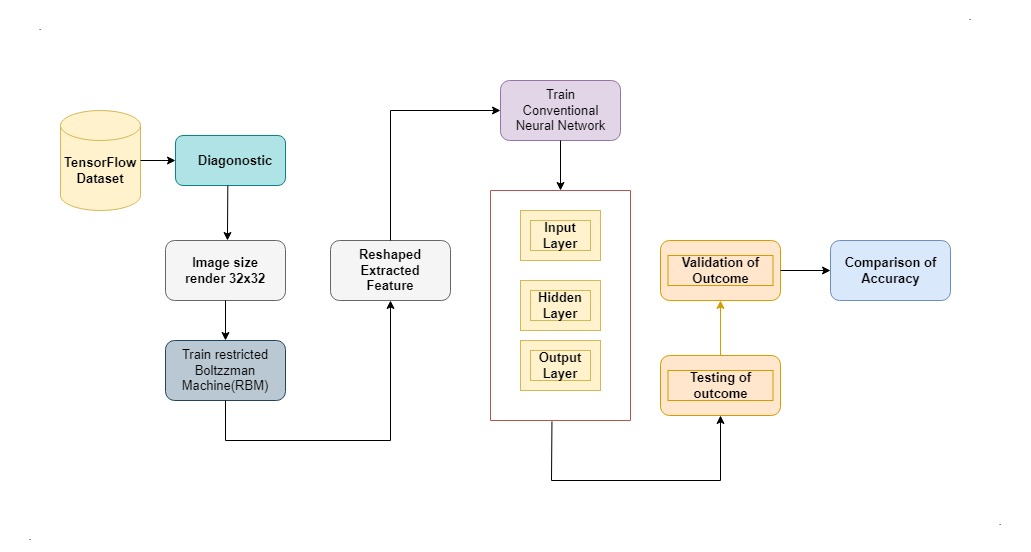 TensorFlow
Dataset
Diagonostic
Image size
render 32x32
Train restricted
Boltzzman
Machine(RBM)
Reshaped
Extracted
Feature
Train
Conventional
Neural Network
Input
Layer
Hidden
Layer
Output
Layer
Testing of
outcome
Validation of
Outcome
Comparison of
Accuracy